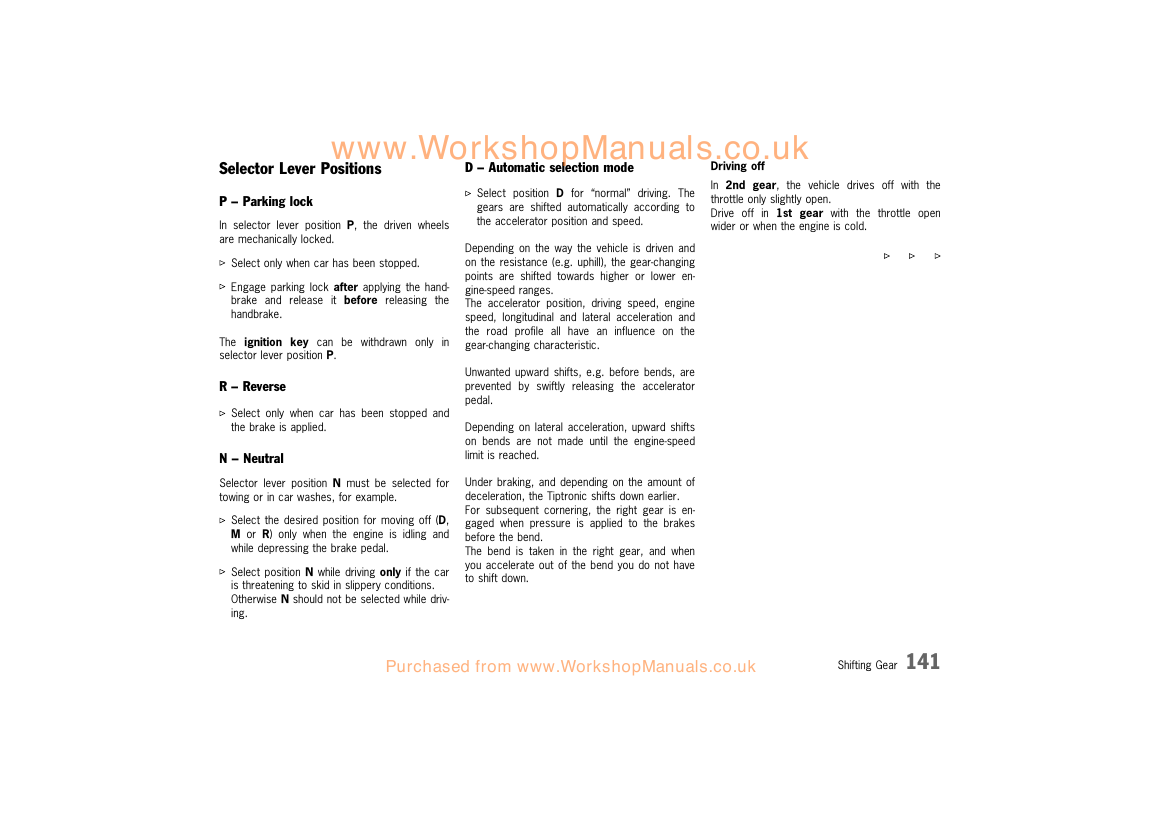 www.WorkshopManuals.co.uk
Selector Lever Positions
P – Parking lock
In selector lever position P, the driven wheels
are mechanically locked.
▷ Select only when car has been stopped.
▷ Engage parking lock after applying the hand-
brake and release it before releasing the
handbrake.
The ignition key can be withdrawn only in
selector lever position P.
R – Reverse
▷ Select only when car has been stopped and
the brake is applied.
N – Neutral
Selector lever position N must be selected for
towing or in car washes, for example.
▷ Select the desired position for moving off (D,
M or R) only when the engine is idling and
while depressing the brake pedal.
▷ Select position N while driving only if the car
is threatening to skid in slippery conditions.
Otherwise N should not be selected while driv-
ing.
D – Automatic selection mode
▷ Select position D for “normal” driving. The
gears are shifted automatically according to
the accelerator position and speed.
Depending on the way the vehicle is driven and
on the resistance (e.g. uphill), the gear-changing
points are shifted towards higher or lower en-
gine-speed ranges.
The accelerator position, driving speed, engine
speed, longitudinal and lateral acceleration and
the road profile all have an influence on the
gear-changing characteristic.
Unwanted upward shifts, e.g. before bends, are
prevented by swiftly releasing the accelerator
pedal.
Depending on lateral acceleration, upward shifts
on bends are not made until the engine-speed
limit is reached.
Under braking, and depending on the amount of
deceleration, the Tiptronic shifts down earlier.
For subsequent cornering, the right gear is en-
gaged when pressure is applied to the brakes
before the bend.
The bend is taken in the right gear, and when
you accelerate out of the bend you do not have
to shift down.
Driving off
In 2nd gear, the vehicle drives off with the
throttle only slightly open.
Drive off in 1st gear with the throttle open
wider or when the engine is cold.
▷ ▷ ▷
Purchased from www.WorkshopManuals.co.uk
Shifting Gear 141